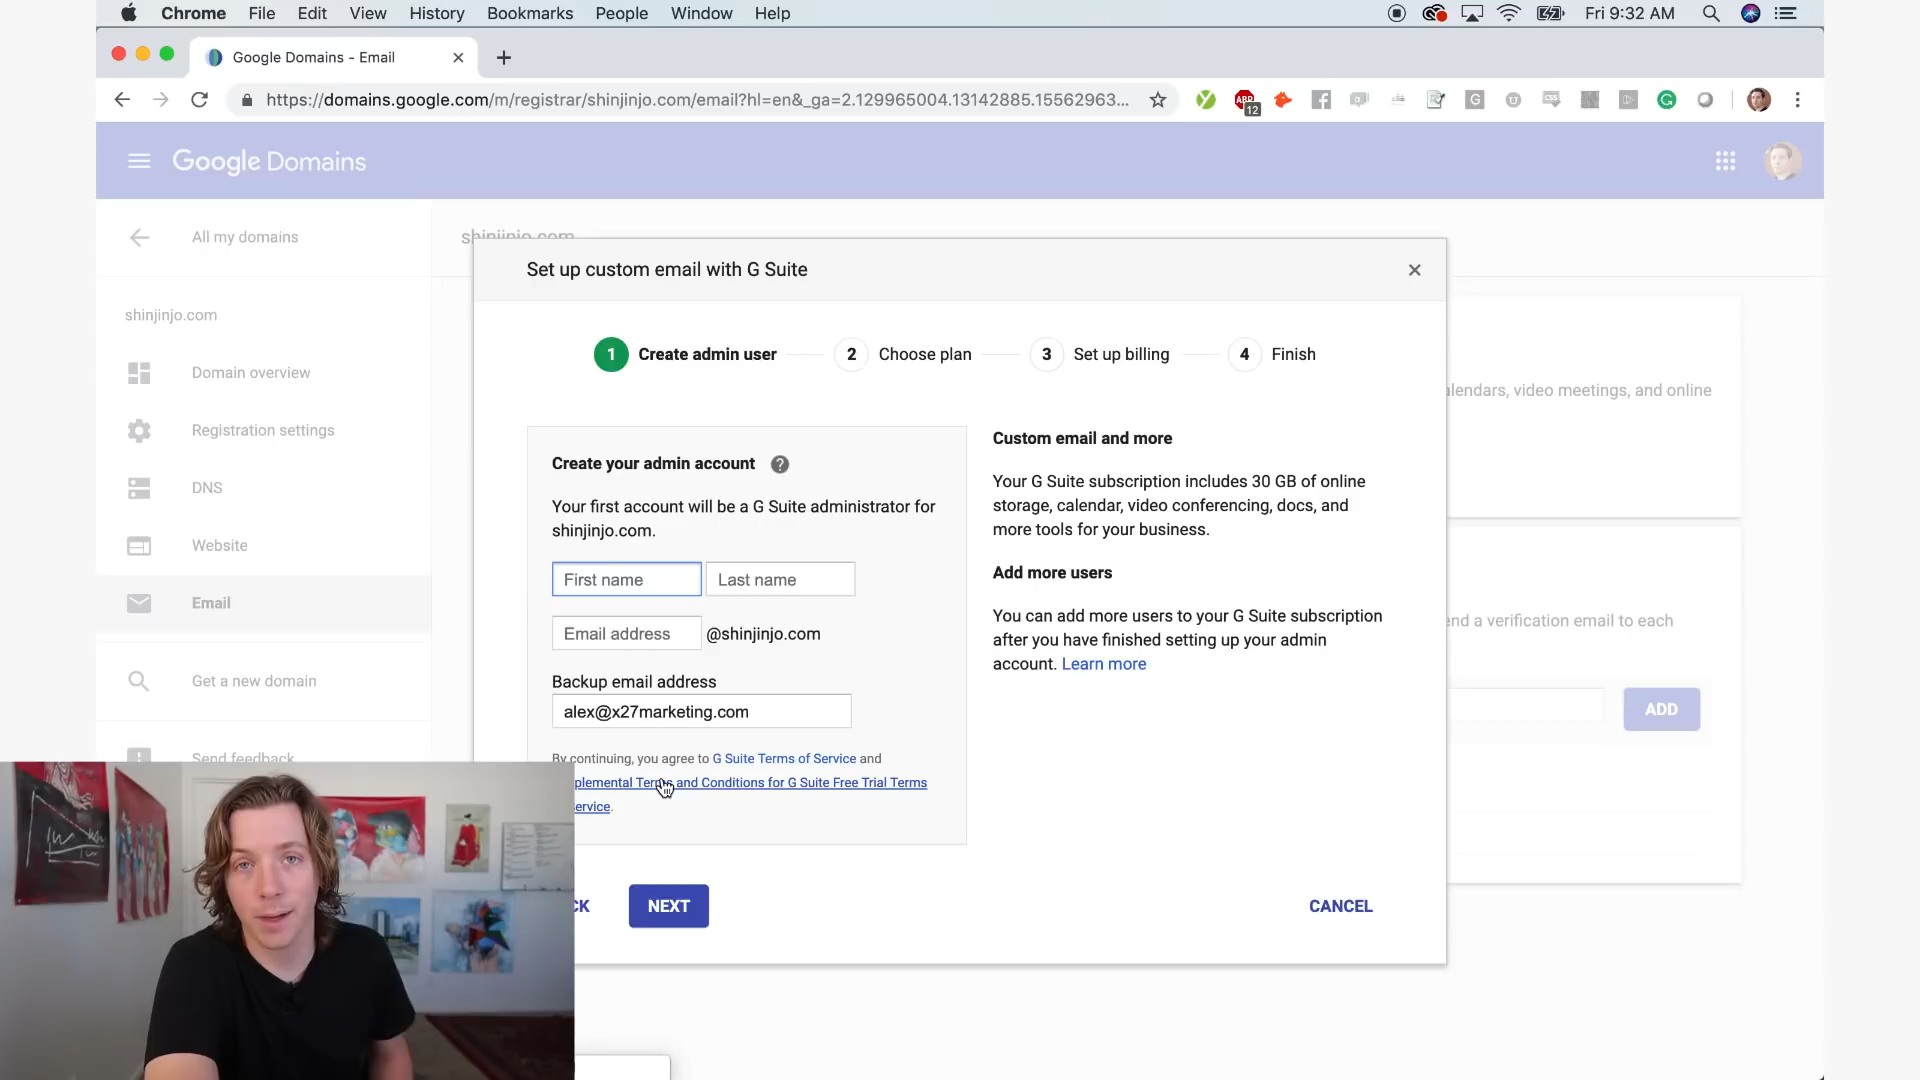 Chrome File Edit View History Bookmarks People Window Help Fri 9:32 AM
Google Domains - Email
https://domains.google.com/m/registrar/shinjinjo.com/email?hl=en&_ga=2.129965004.13142885.15562963...
ABP
12
Google Domains
All my domains
shinjinjo.com
shinjinjo.com
Domain overview
Registration settings
DNS
Website
Email
Get a new domain
Send feedback
Set up custom email with G Suite
1 Create admin user 2 Choose plan 3 Set up billing 4 Finish
Create your admin account ?
Your first account will be a G Suite administrator for
shinjinjo.com.
First name Last name
Email address @shinjinjo.com
Backup email address
alex@x27marketing.com
By continuing, you agree to G Suite Terms of Service and
plemental Terms and Conditions for G Suite Free Trial Terms
ervice.
CK NEXT CANCEL
Custom email and more
Your G Suite subscription includes 30 GB of online
storage, calendar, video conferencing, docs, and
more tools for your business.
Add more users
You can add more users to your G Suite subscription
after you have finished setting up your admin
account. Learn more
alendars, video meetings, and online
end a verification email to each
ADD